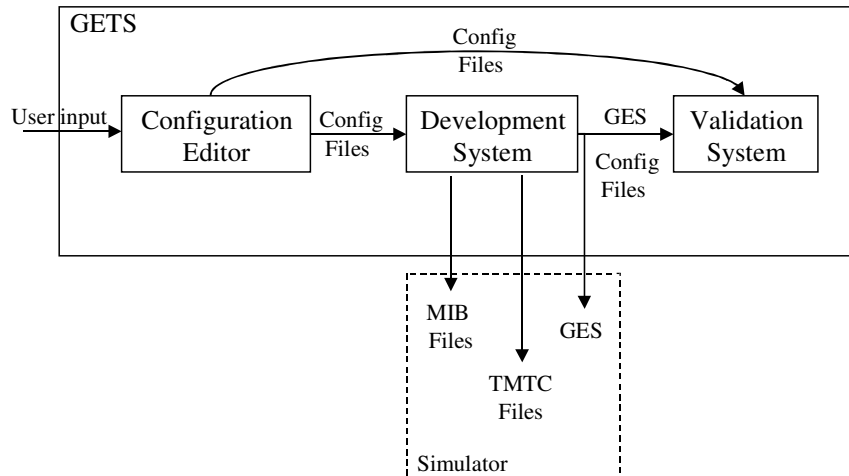 GETS
Config
Files
User input
Configuration
Editor
Config
Files
Development
System
GES
Config
Files
Validation
System
MIB
Files
GES
TMTC
Files
Simulator